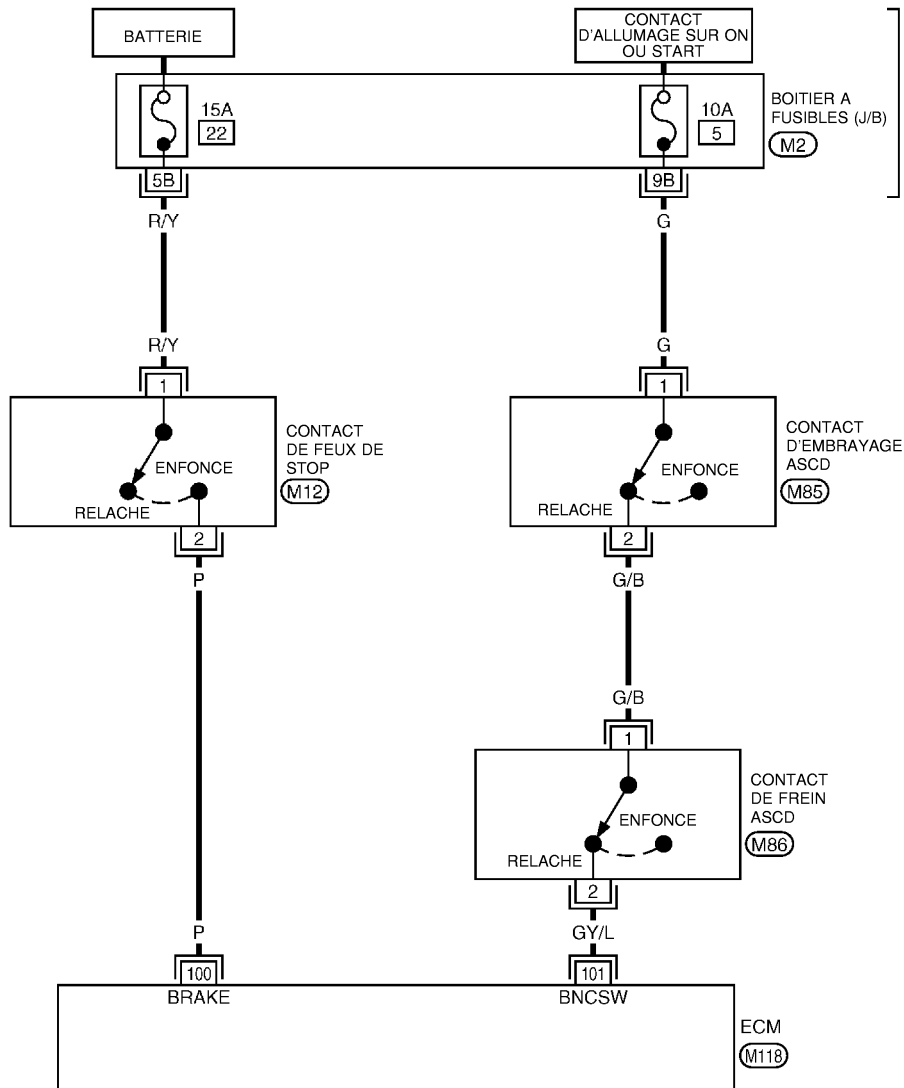 BATTERIE
CONTACT
D'ALLUMAGE SUR ON
OU START
15A
22
10A
5
BOITIER A
FUSIBLES (J/B)
M2
5B
9B
R/Y
G
R/Y
G
1
1
CONTACT
DE FEUX DE
STOP
M12
ENFONCE
RELACHE
CONTACT
D'EMBRAYAGE
ASCD
M85
ENFONCE
RELACHE
2
2
P
G/B
G/B
1
CONTACT
DE FREIN
ASCD
M86
ENFONCE
RELACHE
2
P
GY/L
100
101
BRAKE
BNCSW
ECM
M118